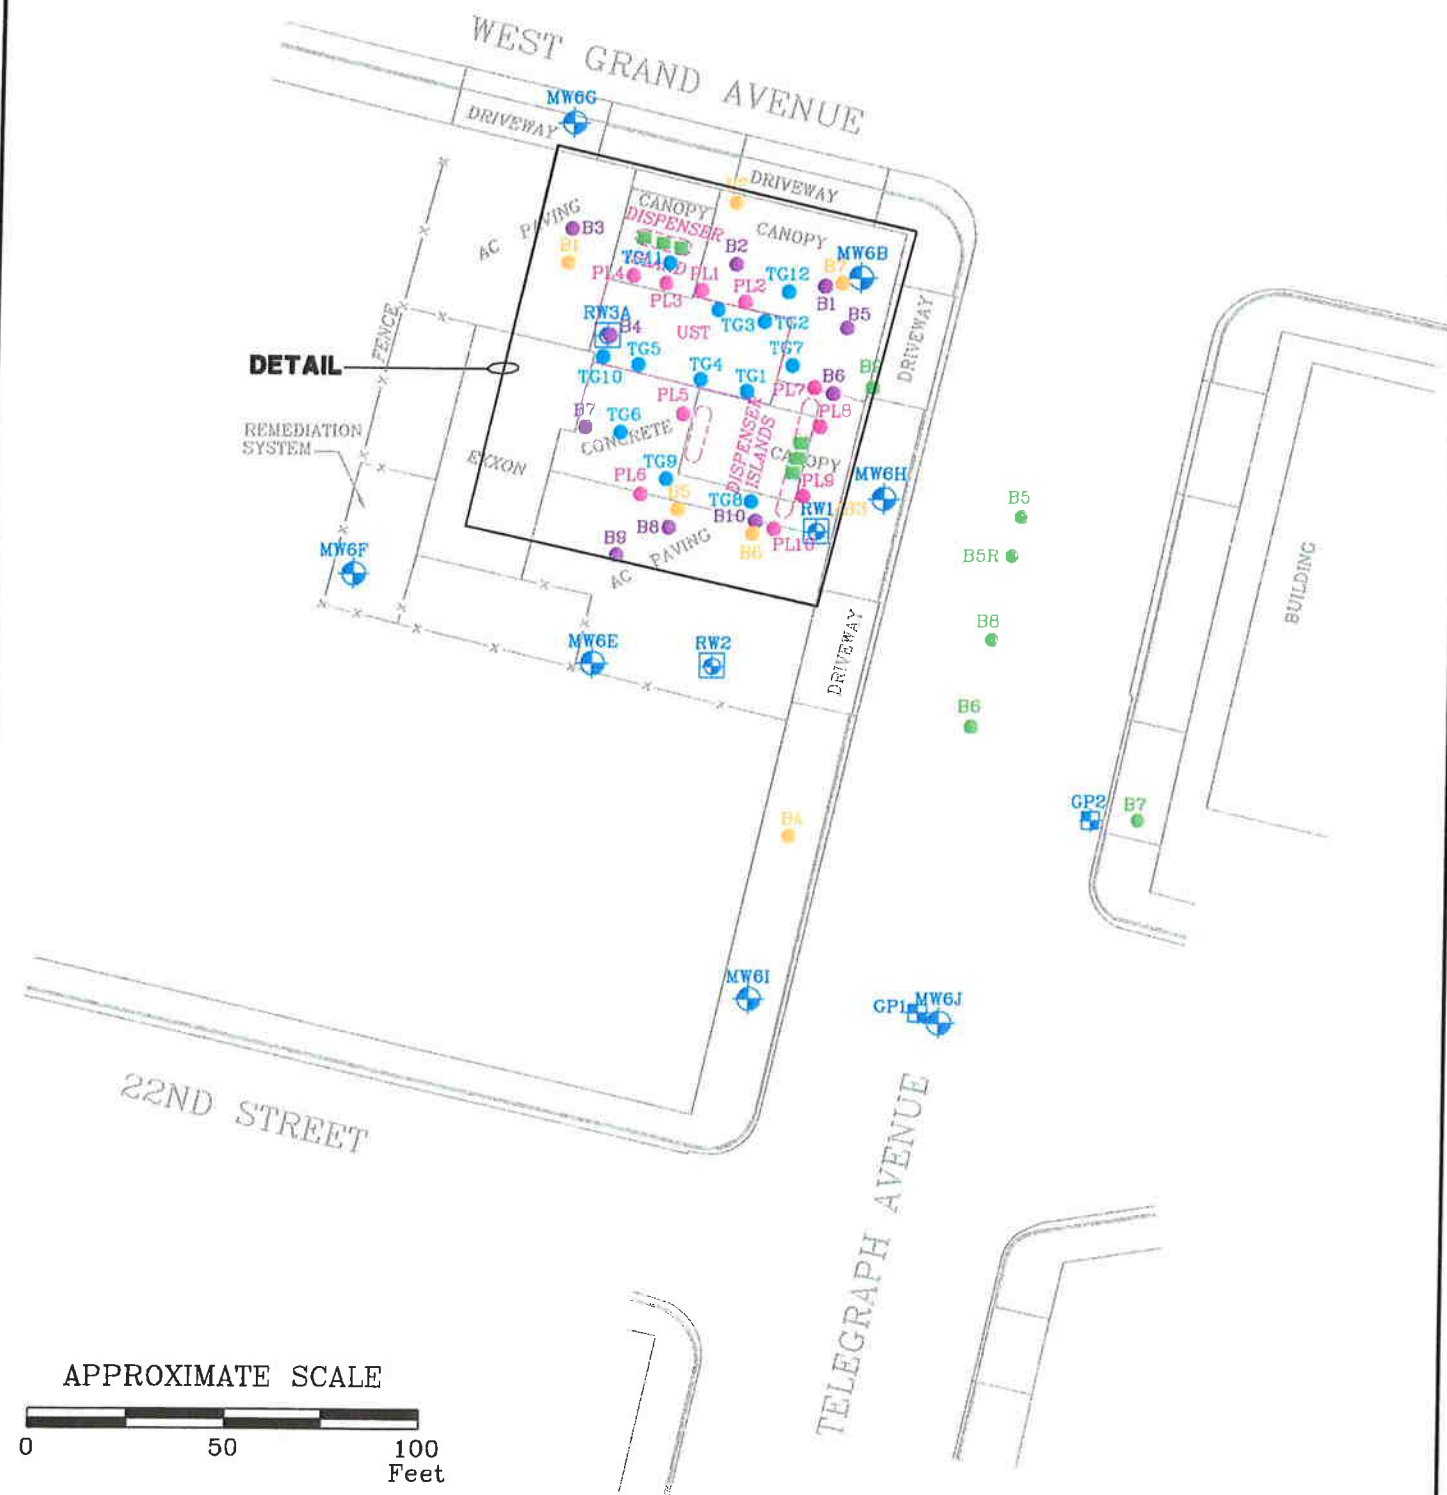 WEST GRAND AVENUE
MW6G
DRIVEWAY
DRIVEWAY
CANOPY
DISPENSER
ISLAND
CANOPY
AC PAVING
B3
B1
B2
MW6B
TG11
PL4
PL3
PL1
PL2
TG12
B7
B1
B5
RW3A
B4
UST
TG3
TG2
DRIVEWAY
FENCE
DETAIL
TG10
TG5
TG4
TG1
TG7
PL7
B6
PL5
PL8
B7
TG6
CONCRETE
DISPENSER
ISLANDS
CANOPY
REMEDIATION
SYSTEM
EXXON
PL6
TG9
B5
TG8
PL9
MW6H
RW1
B3
B10
B8
B6
PL10
B9
AC PAVING
MW6F
B5
B5R
BUILDING
B8
MW6E
RW2
DRIVEWAY
B6
GP2
B7
B4
MW6I
GP1
MW6J
22ND STREET
TELEGRAPH AVENUE
APPROXIMATE SCALE
0 50 100
Feet